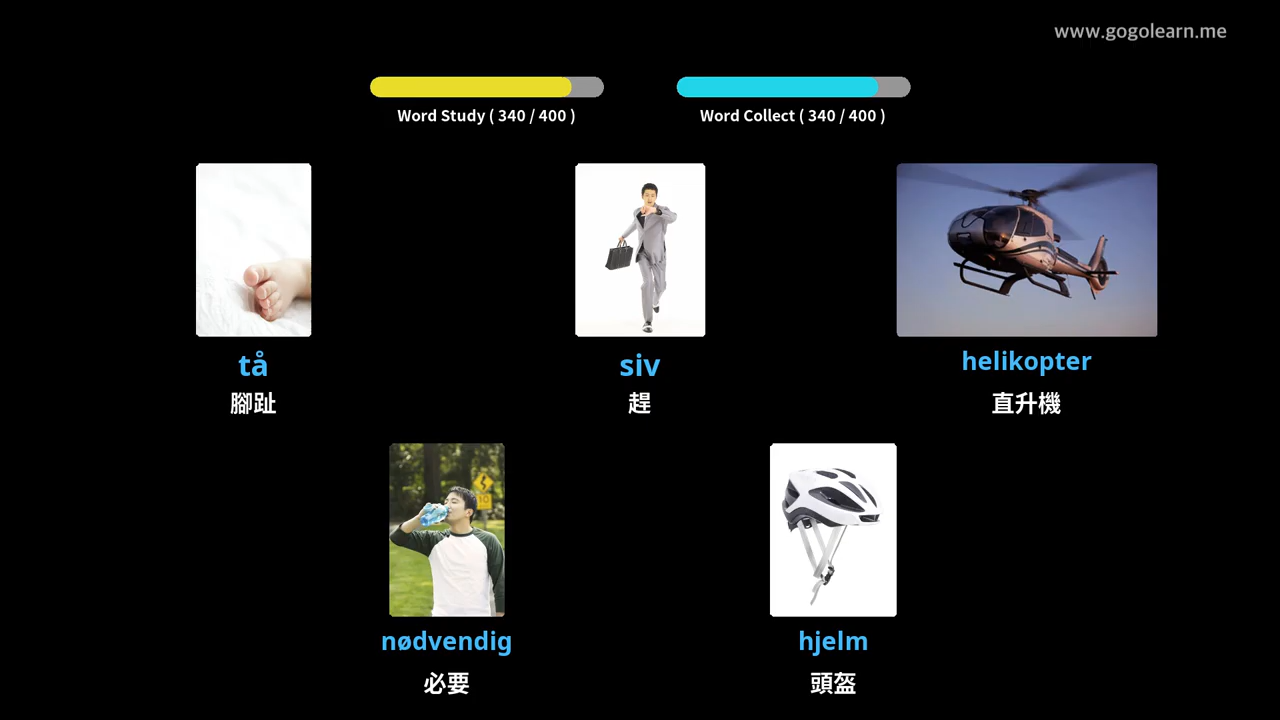 www.gogolearn.me
Word Study ( 340 / 400 )
Word Collect ( 340 / 400 )
tå
腳趾
siv
趕
helikopter
直升機
nødvendig
必要
hjelm
頭盔